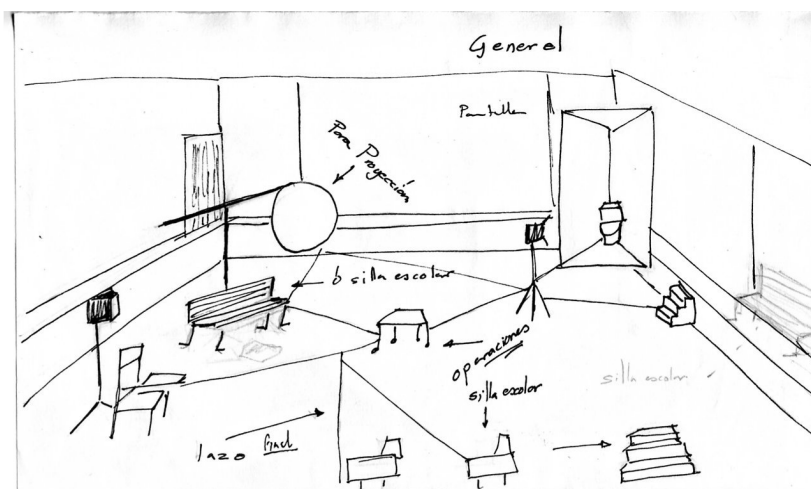 General
Pantalla
Para Proyección
ó silla escolar
operaciones
silla escolar
silla escolar
lazo final